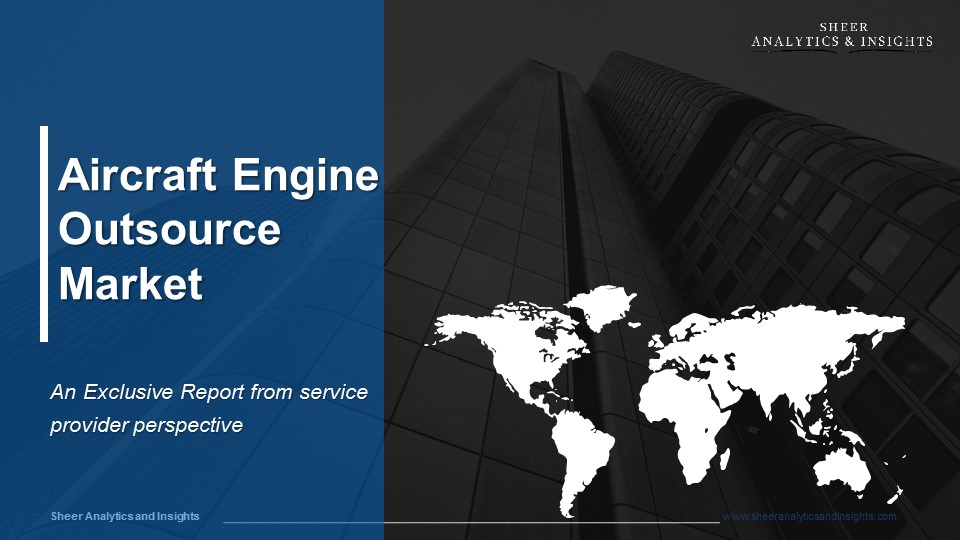 SHEER
ANALYTICS & INSIGHTS
Aircraft Engine
Outsource
Market
An Exclusive Report from service
provider perspective
Sheer Analytics and Insights
www.sheeranalyticsandinsights.com